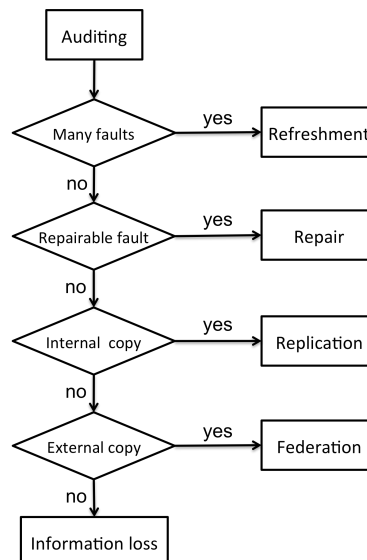 Auditing
Many faults
yes
Refreshment
no
Repairable fault
yes
Repair
no
Internal copy
yes
Replication
no
External copy
yes
Federation
no
Information loss